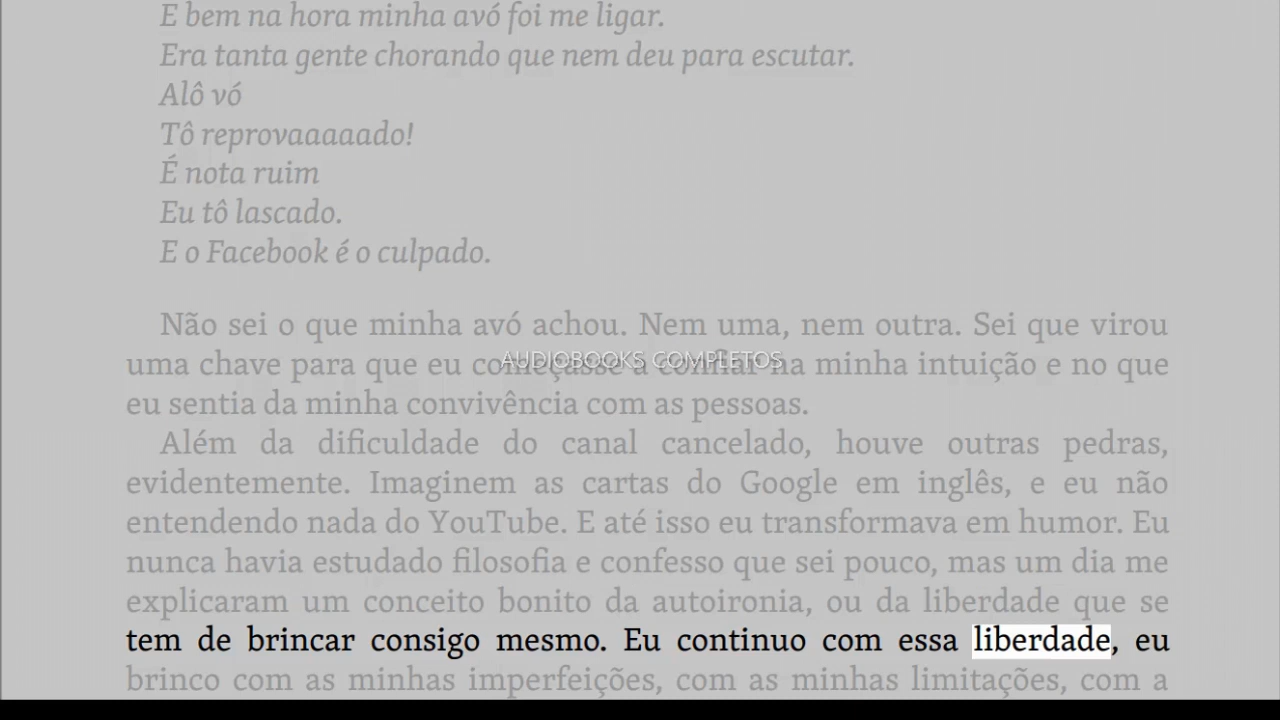 E bem na hora minha avó foi me ligar.
Era tanta gente chorando que nem deu para escutar.
Alô vó
Tô reprovaaaaado!
É nota ruim
Eu tô lascado.
E o Facebook é o culpado.
Não sei o que minha avó achou. Nem uma, nem outra. Sei que virou
uma chave para que eu começasse a confiar na minha intuição e no que
AUDIOBOOKS COMPLETOS
eu sentia da minha convivência com as pessoas.
Além da dificuldade do canal cancelado, houve outras pedras,
evidentemente. Imaginem as cartas do Google em inglês, e eu não
entendendo nada do YouTube. E até isso eu transformava em humor. Eu
nunca havia estudado filosofia e confesso que sei pouco, mas um dia me
explicaram um conceito bonito da autoironia, ou da liberdade que se
tem de brincar consigo mesmo. Eu continuo com essa liberdade, eu
brinco com as minhas imperfeições, com as minhas limitações, com a